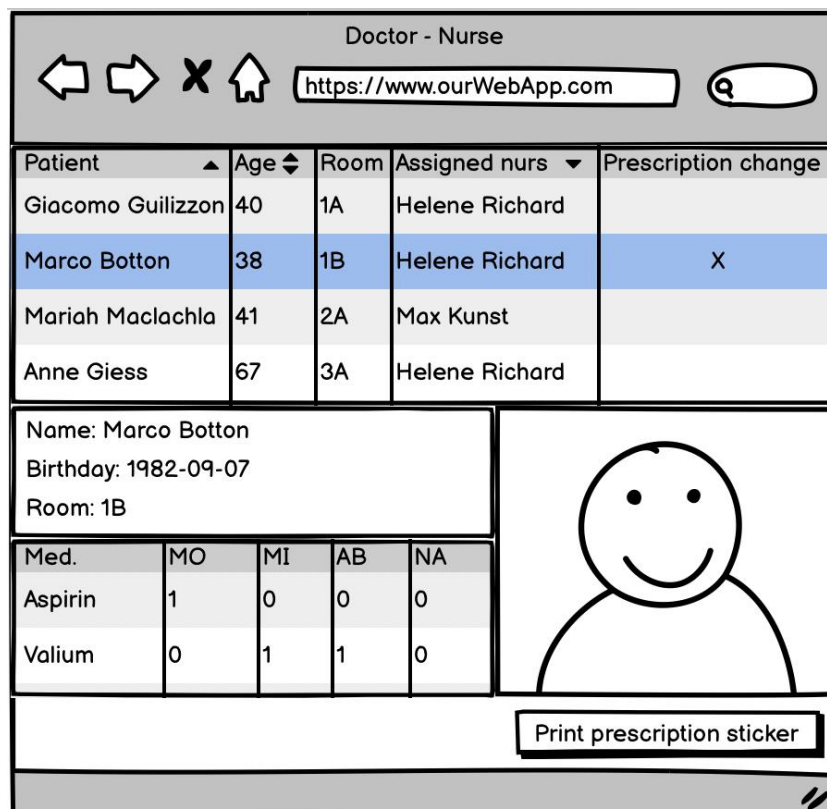 Doctor - Nurse
https://www.ourWebApp.com
Patient Age Room Assigned nurs Prescription change
Giacomo Guilizzon 40 1A Helene Richard
Marco Botton 38 1B Helene Richard X
Mariah Maclachla 41 2A Max Kunst
Anne Giess 67 3A Helene Richard
Name: Marco Botton
Birthday: 1982-09-07
Room: 1B
Med. MO MI AB NA
Aspirin 1 0 0 0
Valium 0 1 1 0
Print prescription sticker